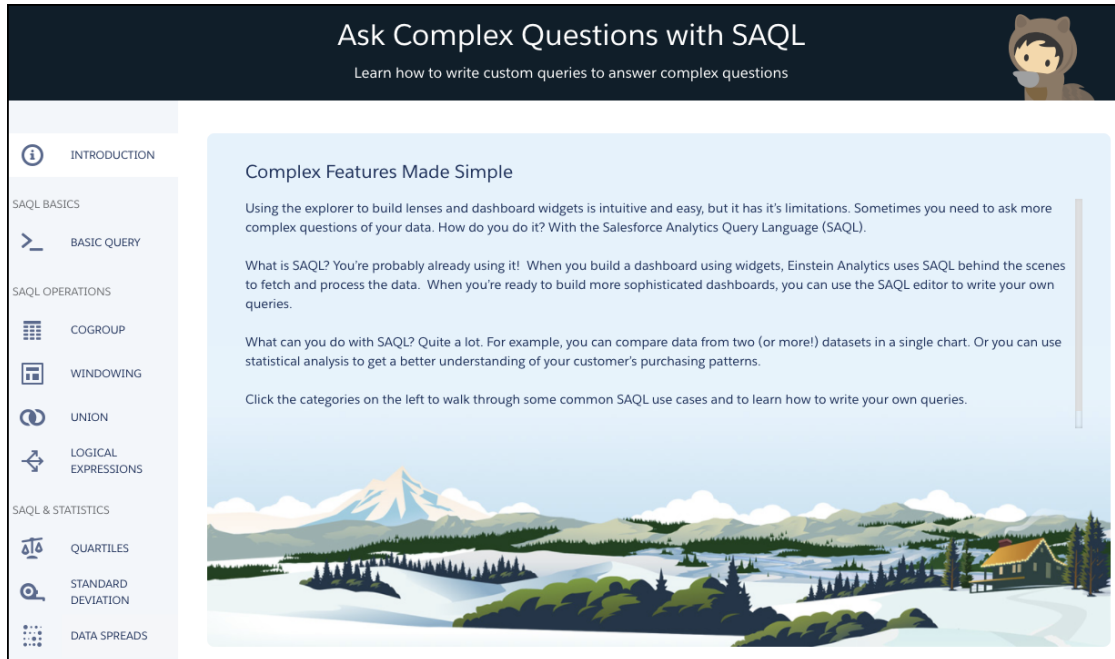 Ask Complex Questions with SAQL
Learn how to write custom queries to answer complex questions
INTRODUCTION
SAQL BASICS
BASIC QUERY
SAQL OPERATIONS
COGROUP
WINDOWING
UNION
LOGICAL
EXPRESSIONS
SAQL & STATISTICS
QUARTILES
STANDARD
DEVIATION
DATA SPREADS
Complex Features Made Simple
Using the explorer to build lenses and dashboard widgets is intuitive and easy, but it has it's limitations. Sometimes you need to ask more
complex questions of your data. How do you do it? With the Salesforce Analytics Query Language (SAQL).
What is SAQL? You're probably already using it!  When you build a dashboard using widgets, Einstein Analytics uses SAQL behind the scenes
to fetch and process the data.  When you're ready to build more sophisticated dashboards, you can use the SAQL editor to write your own
queries.
What can you do with SAQL? Quite a lot. For example, you can compare data from two (or more!) datasets in a single chart. Or you can use
statistical analysis to get a better understanding of your customer's purchasing patterns.
Click the categories on the left to walk through some common SAQL use cases and to learn how to write your own queries.